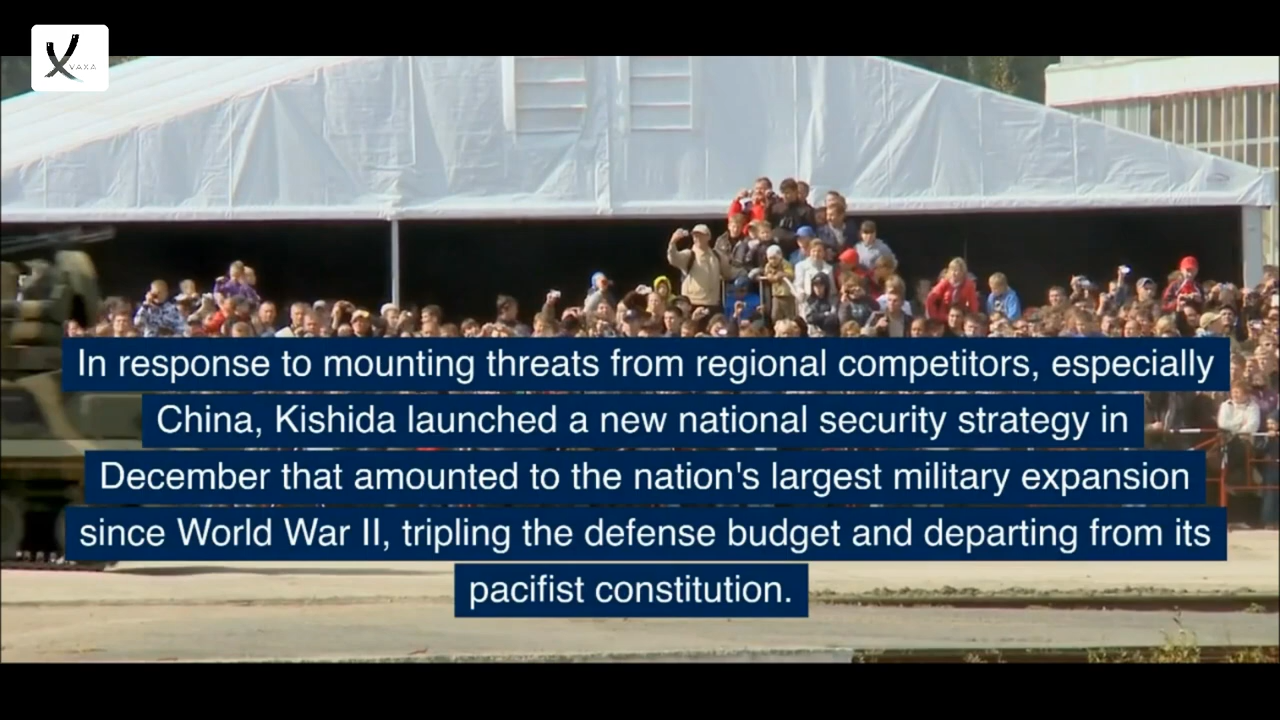 VAXA
In response to mounting threats from regional competitors, especially
China, Kishida launched a new national security strategy in
December that amounted to the nation's largest military expansion
since World War II, tripling the defense budget and departing from its
pacifist constitution.